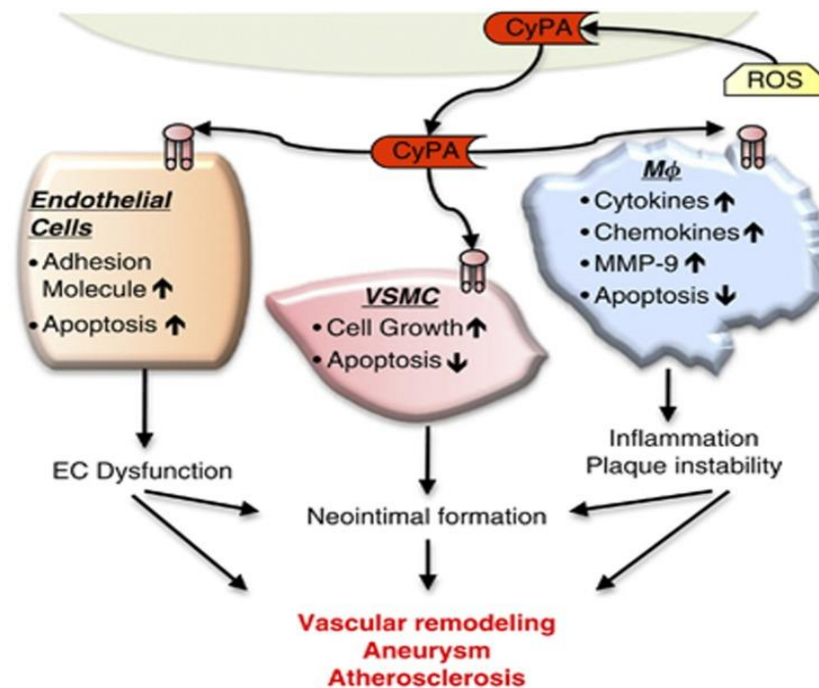 CyPA
ROS
CyPA
Endothelial
Cells
• Adhesion
Molecule ↑
• Apoptosis ↑
VSMC
• Cell Growth ↑
• Apoptosis ↓
Mϕ
• Cytokines ↑
• Chemokines ↑
• MMP-9 ↑
• Apoptosis ↓
EC Dysfunction
Neointimal formation
Inflammation
Plaque instability
Vascular remodeling
Aneurysm
Atherosclerosis